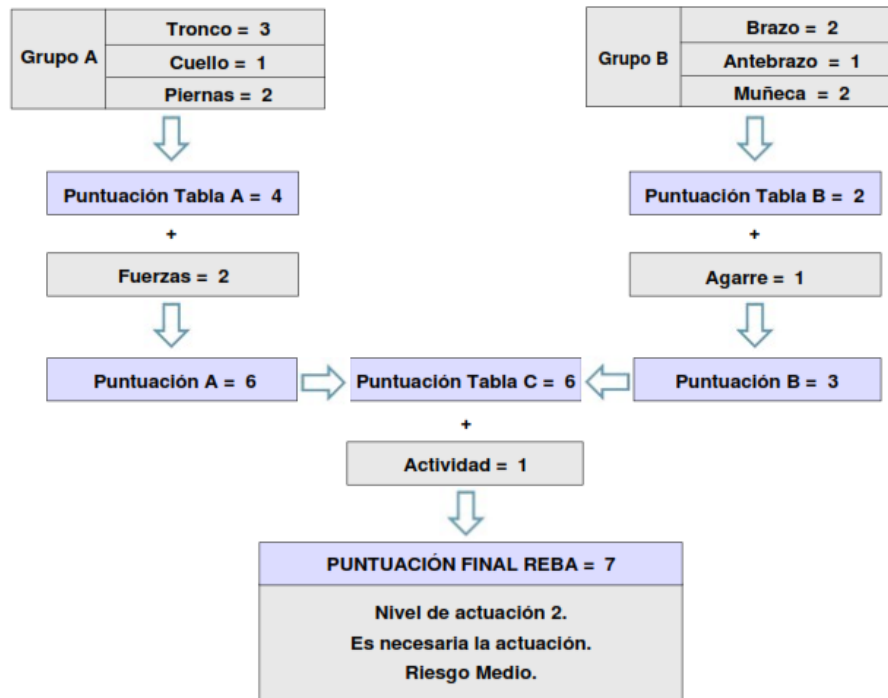 Grupo A
Tronco = 3
Cuello = 1
Piernas = 2
Grupo B
Brazo = 2
Antebrazo = 1
Muñeca = 2
Puntuación Tabla A = 4
Puntuación Tabla B = 2
+
+
Fuerzas = 2
Agarre = 1
Puntuación A = 6
Puntuación Tabla C = 6
Puntuación B = 3
+
Actividad = 1
PUNTUACIÓN FINAL REBA = 7
Nivel de actuación 2.
Es necesaria la actuación.
Riesgo Medio.